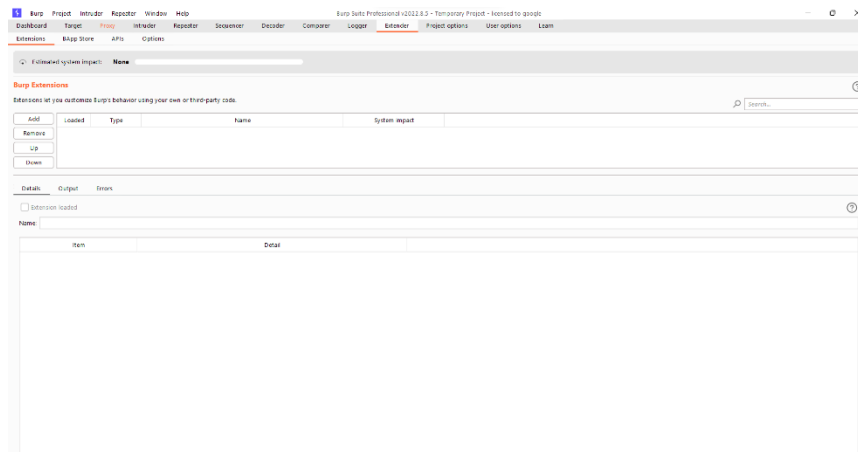 Burp Project Intruder Repeater Window Help Burp Suite Professional v2022.8.5 - Temporary Project - licensed to google
Dashboard Target Proxy Intruder Repeater Sequencer Decoder Comparer Logger Extender Project options User options Learn
Extensions BApp Store APIs Options
Estimated system impact: None
Burp Extensions
Extensions let you customize Burp's behavior using your own or third-party code.
Search...
Add Loaded Type Name System impact
Remove
Up
Down
Details Output Errors
Extension loaded
Name:
Item Detail